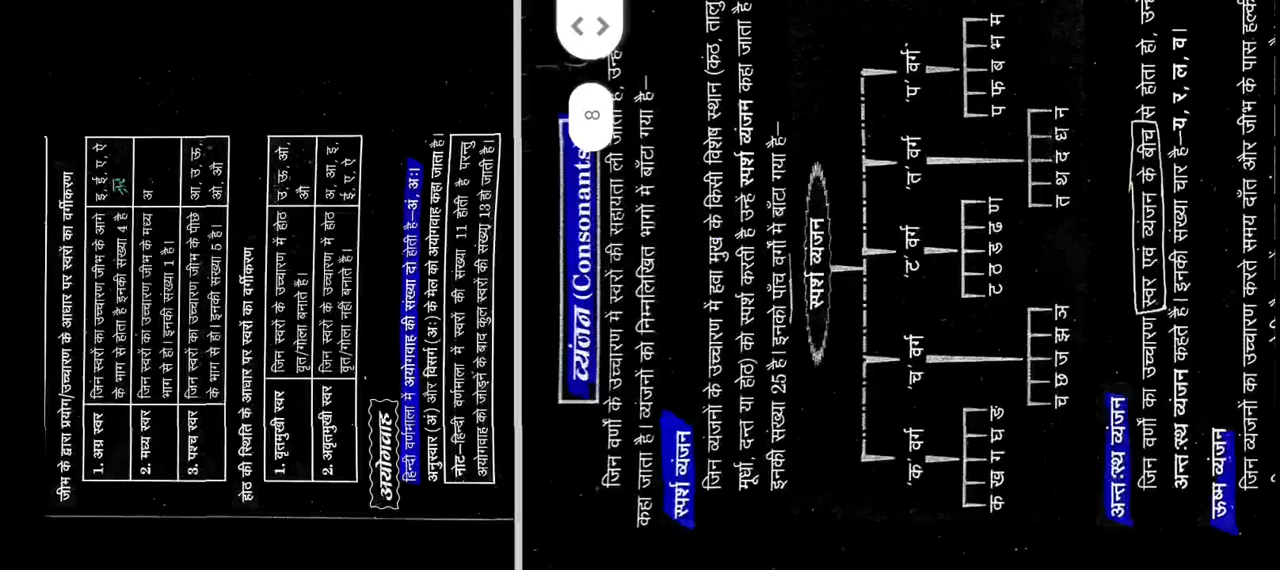 जीभ के द्वारा प्रयोग/उच्चारण के आधार पर स्वरों का वर्गीकरण
1. अग्र स्वर
जिन स्वरों का उच्चारण जीभ के आगे
के भाग से होता है इनकी संख्या 4 है
इ, ई, ए, ऐ
2. मध्य स्वर
जिन स्वरों का उच्चारण जीभ के मध्य
भाग से हो। इनकी संख्या 1 है।
अ
3. पश्च स्वर
जिन स्वरों का उच्चारण जीभ के पीछे
के भाग से हो। इनकी संख्या 5 है।
आ, उ, ऊ,
ओ, औ
होठ की स्थिति के आधार पर स्वरों का वर्गीकरण
1. वृतमुखी स्वर
जिन स्वरों के उच्चारण में होठ
वृत/गोला बनाते है।
उ, ऊ, ओ,
औ
2. अवृतमुखी स्वर
जिन स्वरों के उच्चारण में होठ
वृत/गोला नही बनाते है।
अ, आ, इ,
ई, ए, ऐ
अयोगवाह
हिन्दी वर्णमाला में अयोगवाह की संख्या दो होती है—अं, अः।
अनुस्वार (अं) और विसर्ग (अः) के मेल को अयोगवाह कहा जाता है।
नोट—हिन्दी वर्णमाला में स्वरों की संख्या 11 होती है परन्तु
अयोगवाह को जोड़ने के बाद कुल स्वरों की संख्या 13 हो जाती है।
8
व्यंजन (Consonants
जिन वर्णों के उच्चारण में स्वरों की सहायता ली जाती है, उन्हें
कहा जाता है। व्यंजनों को निम्नलिखित भागों में बाँटा गया है—
स्पर्श व्यंजन
जिन व्यंजनों के उच्चारण में हवा मुख के किसी विशेष स्थान (कंठ, तालु
मूर्धा, दन्त या होठ) को स्पर्श करती है उन्हें स्पर्श व्यंजन कहा जाता है
इनकी संख्या 25 है। इनको पाँच वर्गों में बाँटा गया है—
स्पर्श व्यंजन
'क' वर्ग 'च' वर्ग 'ट' वर्ग 'त' वर्ग 'प' वर्ग
क ख ग घ ङ
ट ठ ड ढ ण
प फ ब भ म
च छ ज झ ञ
त थ द ध न
अन्तःस्थ व्यंजन
जिन वर्णों का उच्चारण स्वर एवं व्यंजन के बीच से होता हो, उन्हें
अन्तःस्थ व्यंजन कहते हैं। इनकी संख्या चार है—य, र, ल, व।
ऊष्म व्यंजन
जिन व्यंजनों का उच्चारण करते समय दाँत और जीभ के पास हल्की